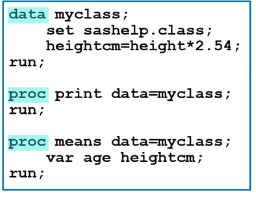 data myclass;
    set sashelp.class;
    heightcm=height*2.54;
run;

proc print data=myclass;
run;

proc means data=myclass;
    var age heightcm;
run;